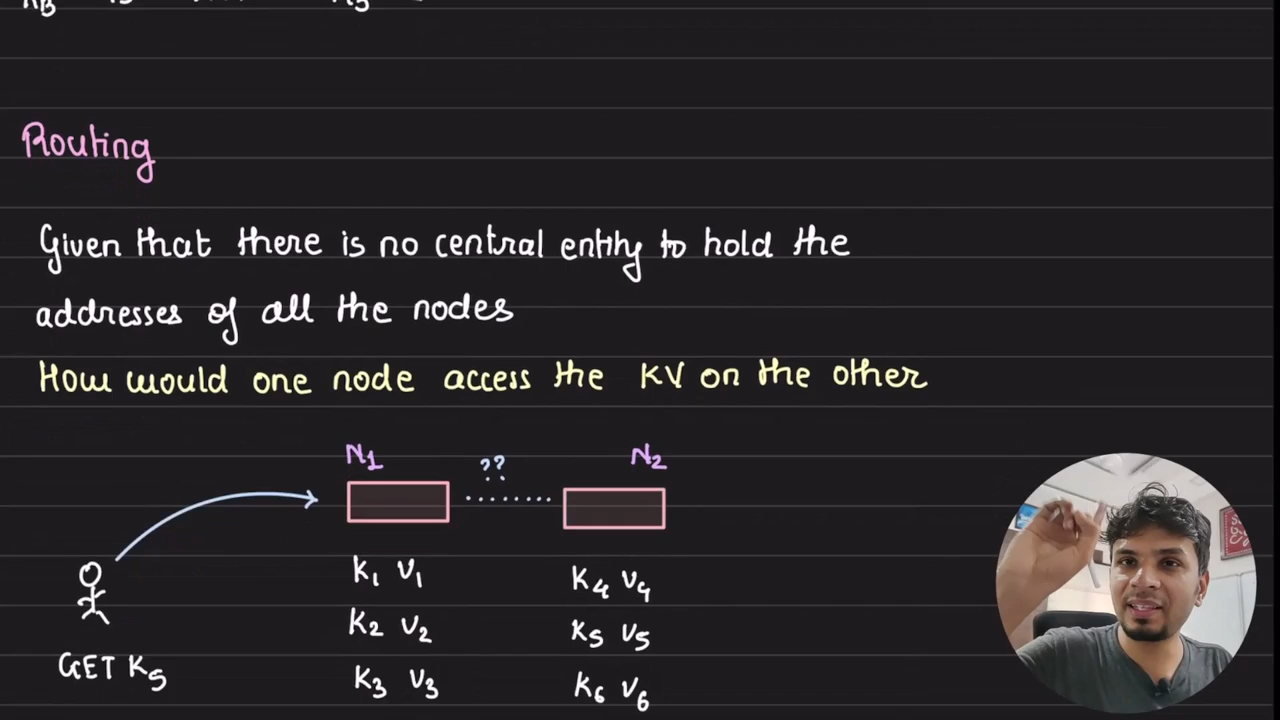 Routing
Given that there is no central entity to hold the
addresses of all the nodes
How would one node access the KV on the other
N1 ?? N2
K1 V1 K4 V4
K2 V2 K5 V5
GET K5 K3 V3 K6 V6